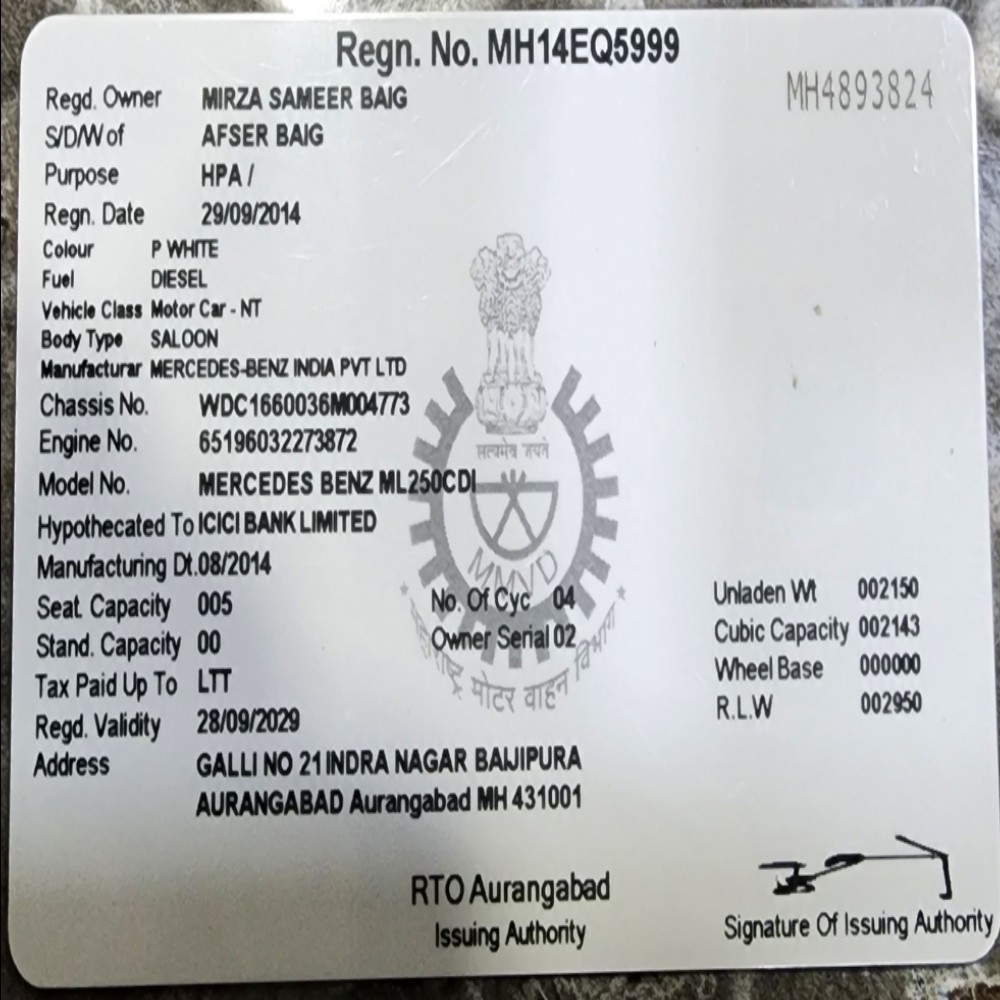 Regn. No. MH14EQ5999
MH4893824
Regd. Owner MIRZA SAMEER BAIG
S/D/W of AFSER BAIG
Purpose HPA /
Regn. Date 29/09/2014
Colour P WHITE
Fuel DIESEL
Vehicle Class Motor Car - NT
Body Type SALOON
Manufacturar MERCEDES-BENZ INDIA PVT LTD
Chassis No. WDC1660036M004773
Engine No. 65196032273872
सत्यमेव जयते
Model No. MERCEDES BENZ ML250CDI
Hypothecated To ICICI BANK LIMITED
MMVD
Manufacturing Dt. 08/2014
Seat. Capacity 005 No. Of Cyc 04 Unladen Wt 002150
Stand. Capacity 00 Owner Serial 02 Cubic Capacity 002143
Tax Paid Up To LTT Wheel Base 000000
महाराष्ट्र मोटर वाहन विभाग
Regd. Validity 28/09/2029 R.L.W 002950
Address GALLI NO 21 INDRA NAGAR BAIJIPURA
AURANGABAD Aurangabad MH 431001
RTO Aurangabad
Issuing Authority
Signature Of Issuing Authority